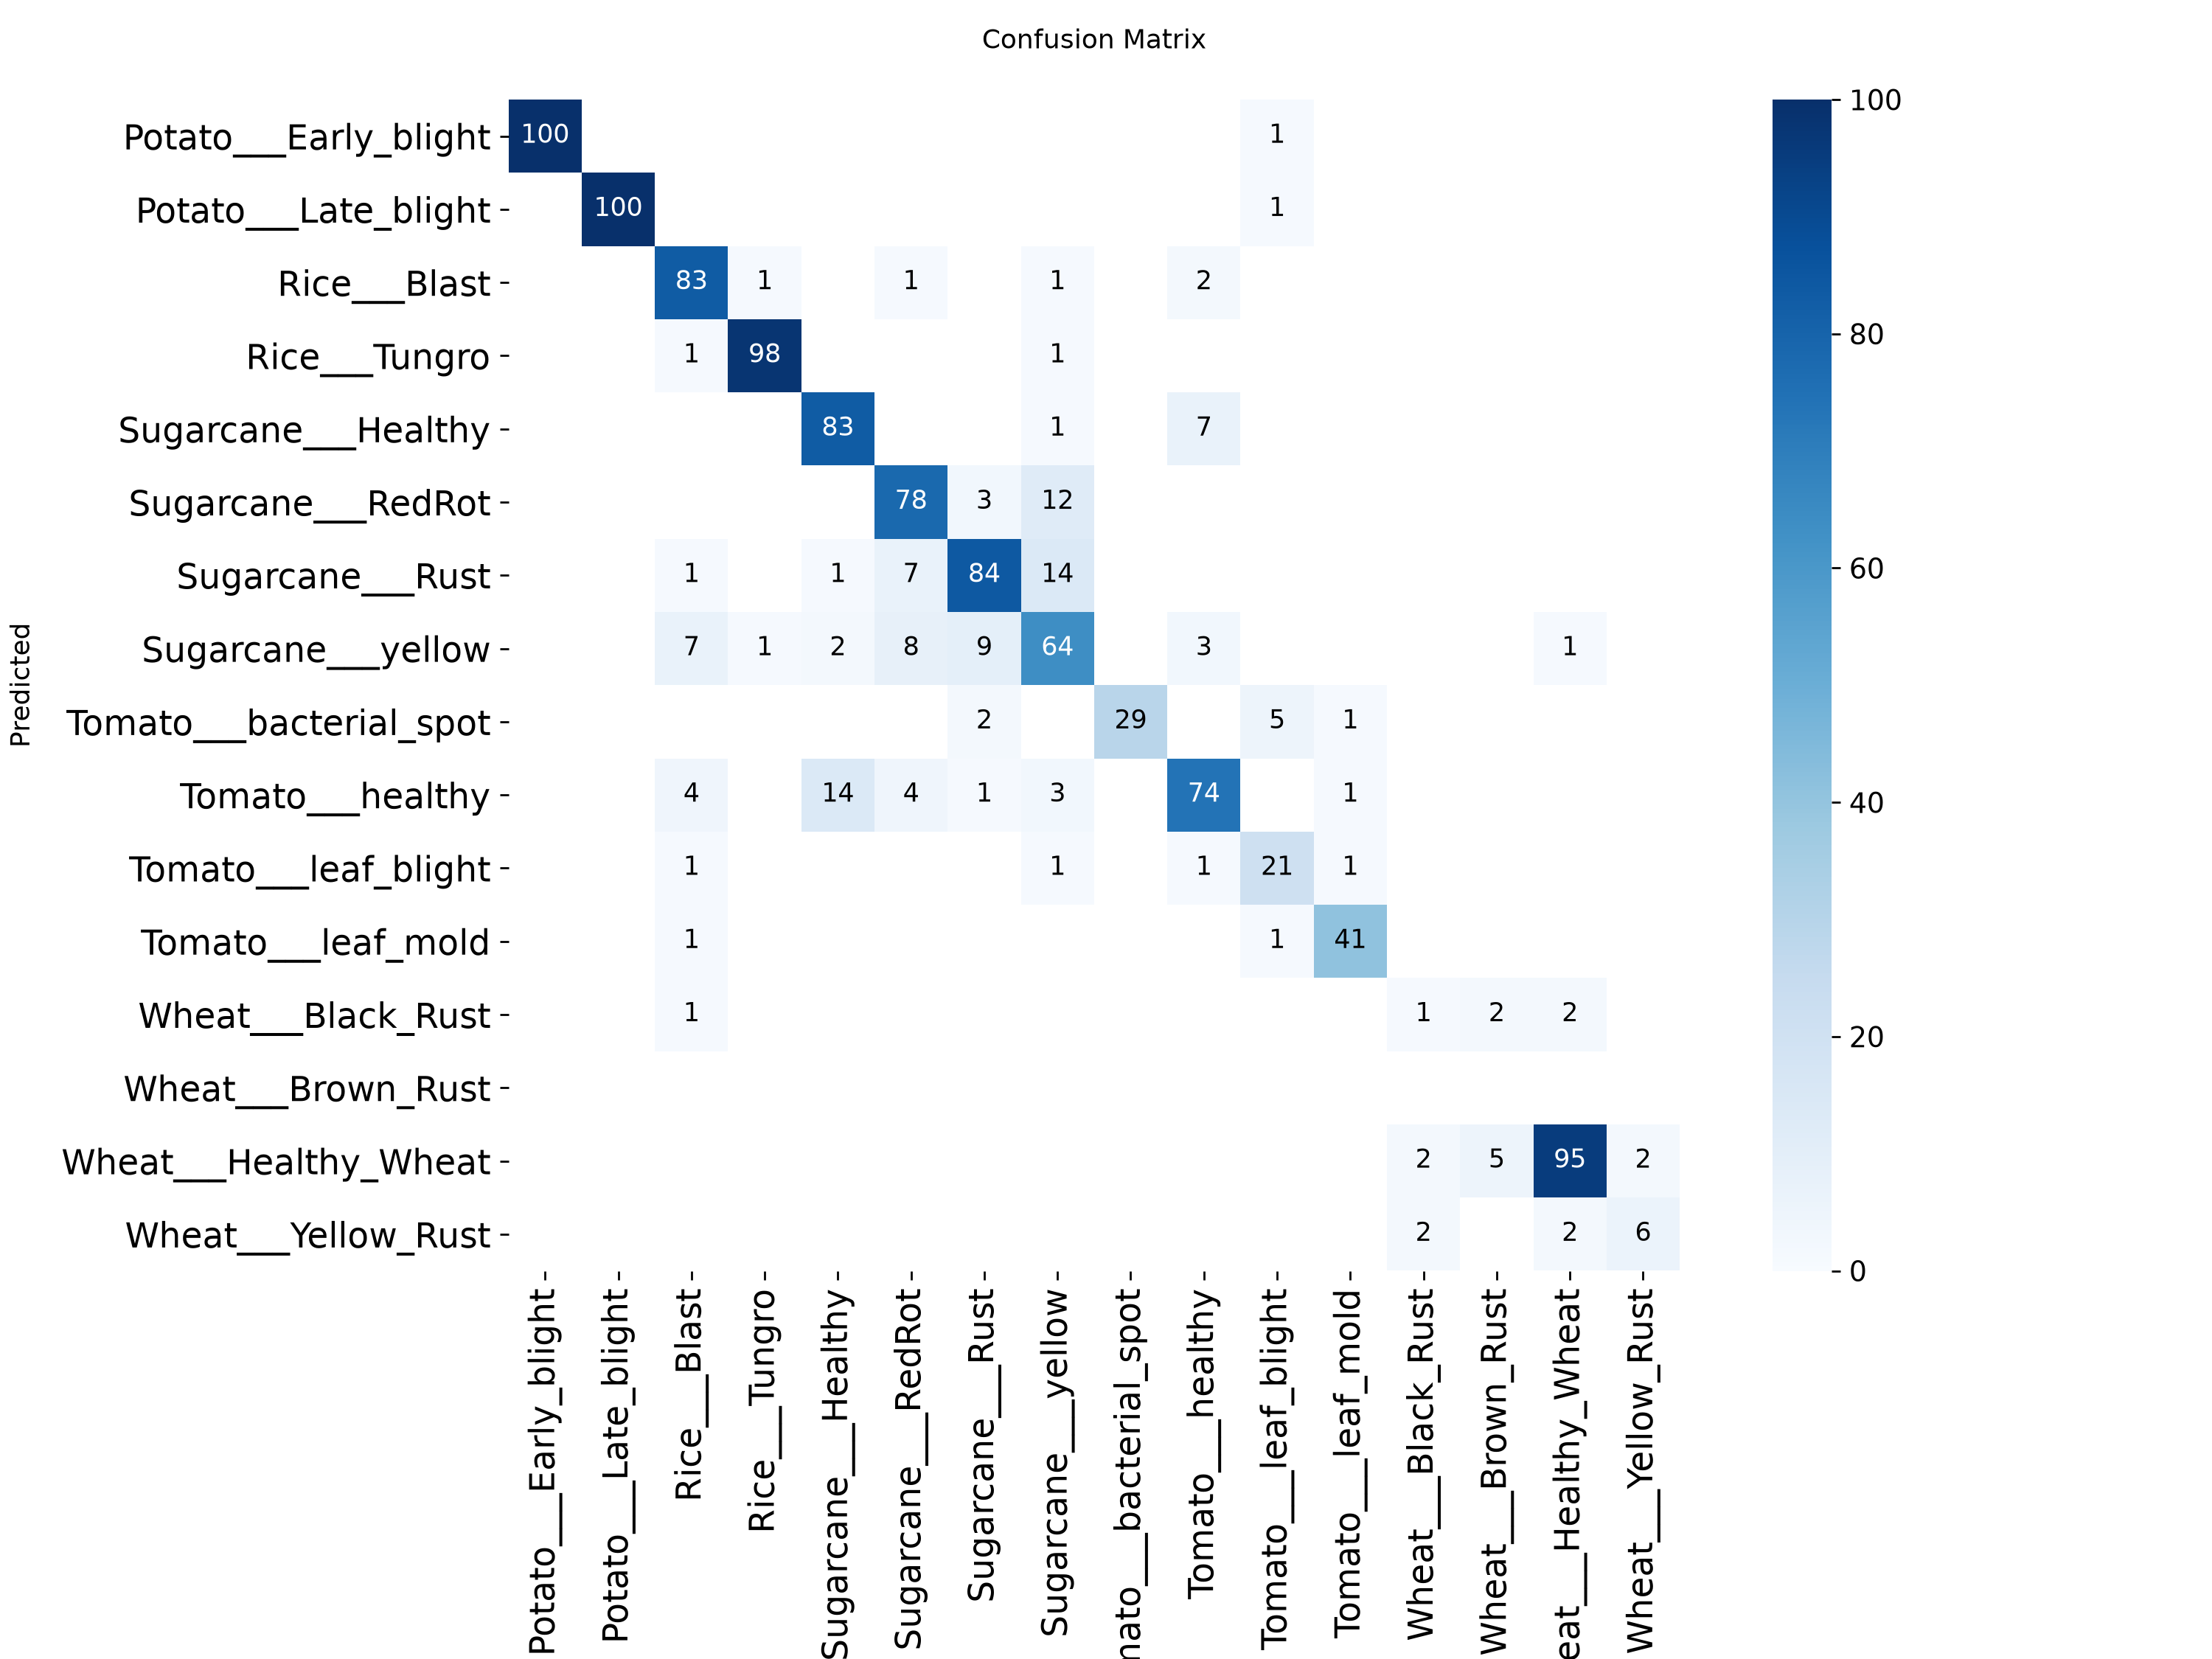 Confusion Matrix
Potato___Early_blight 100 1 100
Potato___Late_blight 100 1
Rice___Blast 83 1 1 1 2
80
Rice___Tungro 1 98 1
Sugarcane___Healthy 83 1 7
Sugarcane___RedRot 78 3 12
Sugarcane___Rust 1 1 7 84 14
60
Predicted
Sugarcane___yellow 7 1 2 8 9 64 3 1
Tomato___bacterial_spot 2 29 5 1
Tomato___healthy 4 14 4 1 3 74 1
40
Tomato___leaf_blight 1 1 1 21 1
Tomato___leaf_mold 1 1 41
Wheat___Black_Rust 1 1 2 2
20
Wheat___Brown_Rust
Wheat___Healthy_Wheat 2 5 95 2
Wheat___Yellow_Rust 2 2 6
0
Potato___Early_blight
Potato___Late_blight
Rice___Blast
Rice___Tungro
Sugarcane___Healthy
Sugarcane___RedRot
Sugarcane___Rust
Sugarcane___yellow
mato___bacterial_spot
Tomato___healthy
Tomato___leaf_blight
Tomato___leaf_mold
Wheat___Black_Rust
Wheat___Brown_Rust
eat___Healthy_Wheat
Wheat___Yellow_Rust